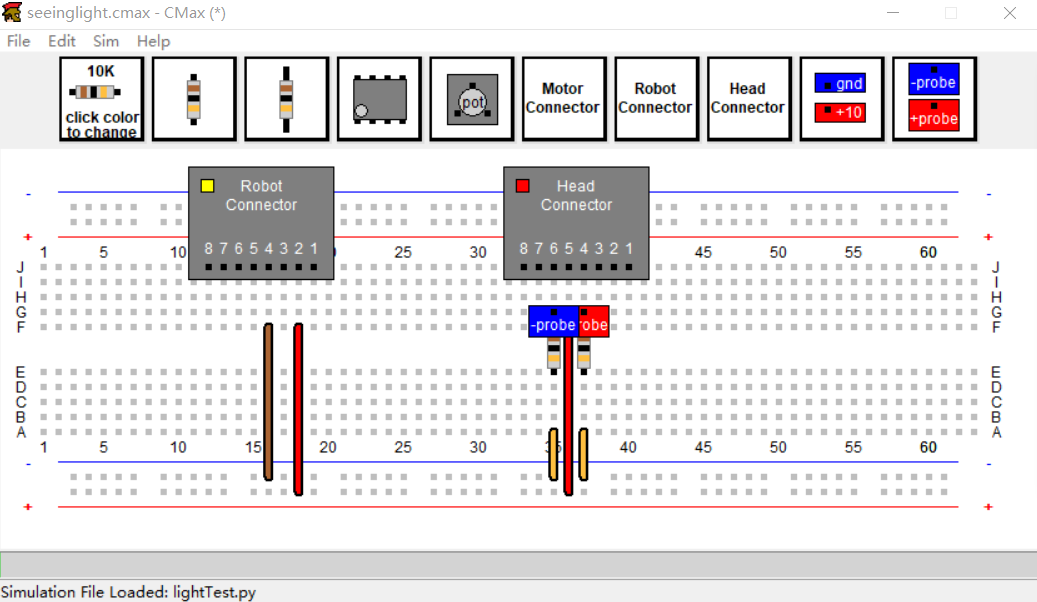 seeinglight.cmax - CMax (*)
File Edit Sim Help
10K
click color
to change
pot
Motor
Connector
Robot
Connector
Head
Connector
gnd
+10
-probe
+probe
Robot
Connector
8 7 6 5 4 3 2 1
Head
Connector
8 7 6 5 4 3 2 1
- -
+ +
1 5 10 25 30 45 50 55 60
J J
I I
H H
G G
F F
-probe robe
E E
D D
C C
B B
A A
1 5 10 15 20 25 30 35 40 45 50 55 60
- -
+ +
Simulation File Loaded: lightTest.py